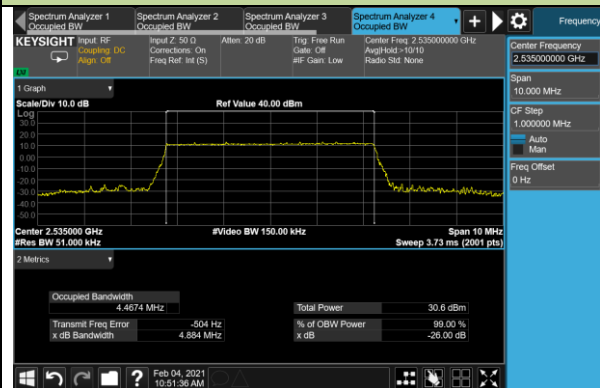 Spectrum Analyzer 1
Occupied BW
Spectrum Analyzer 2
Occupied BW
Spectrum Analyzer 3
Occupied BW
Spectrum Analyzer 4
Occupied BW
Frequency
KEYSIGHT
Input: RF
Coupling: DC
Align: Off
Input Z: 50 Ω
Corrections: On
Freq Ref: Int (S)
Atten: 20 dB
Trig: Free Run
Gate: Off
#IF Gain: Low
Center Freq: 2.535000000 GHz
Avg|Hold:>10/10
Radio Std: None
Center Frequency
2.535000000 GHz
Span
10.000 MHz
CF Step
1.000000 MHz
Auto
Man
Freq Offset
0 Hz
1 Graph
Scale/Div 10.0 dB
Ref Value 40.00 dBm
Log
30.0
20.0
10.0
0.00
-10.0
-20.0
-30.0
-40.0
-50.0
Center 2.535000 GHz
#Video BW 150.00 kHz
Span 10 MHz
#Res BW 51.000 kHz
Sweep 3.73 ms (2001 pts)
2 Metrics
Occupied Bandwidth
4.4674 MHz
Total Power
30.6 dBm
Transmit Freq Error
-504 Hz
% of OBW Power
99.00 %
x dB Bandwidth
4.884 MHz
x dB
-26.00 dB
Feb 04, 2021
10:51:36 AM